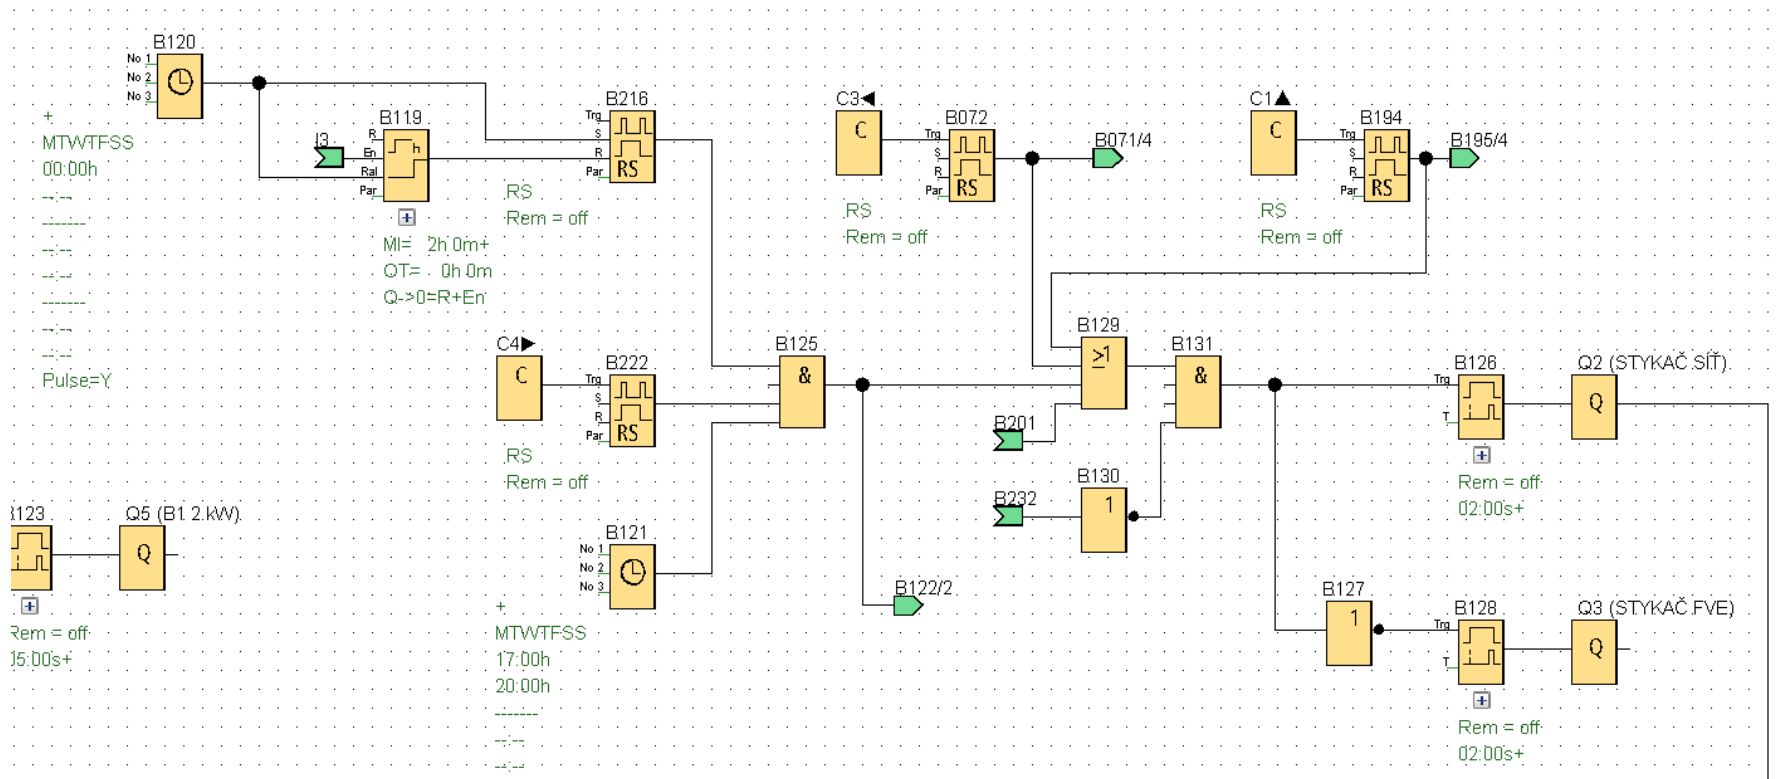 B120
No 1
No 2
No 3
+
MTWTFSS
00:00h
--:--
-------
--:--
--:--
-------
--:--
--:--
Pulse=Y
I3
B119
R
En
Ral
Par
h
+
MI= 2h 0m+
OT= 0h 0m
Q->0=R+En
B216
Trg
S
R
Par
RS
RS
Rem = off
C3◀
C
B072
Trg
S
R
Par
RS
RS
Rem = off
B071/4
C1▲
C
B194
Trg
S
R
Par
RS
RS
Rem = off
B195/4
C4▶
C
B222
Trg
S
R
Par
RS
RS
Rem = off
B125
&
B129
≥1
B131
&
B201
B130
1
B232
B126
Trg
T
+
Rem = off
02:00s+
Q2 (STYKAČ SÍŤ)
Q
B123
+
Rem = off
05:00s+
Q5 (B1 2 kW)
Q
B121
No 1
No 2
No 3
+
MTWTFSS
17:00h
20:00h
-------
--:--
--:--
B122/2
B127
1
B128
Trg
T
+
Rem = off
02:00s+
Q3 (STYKAČ FVE)
Q